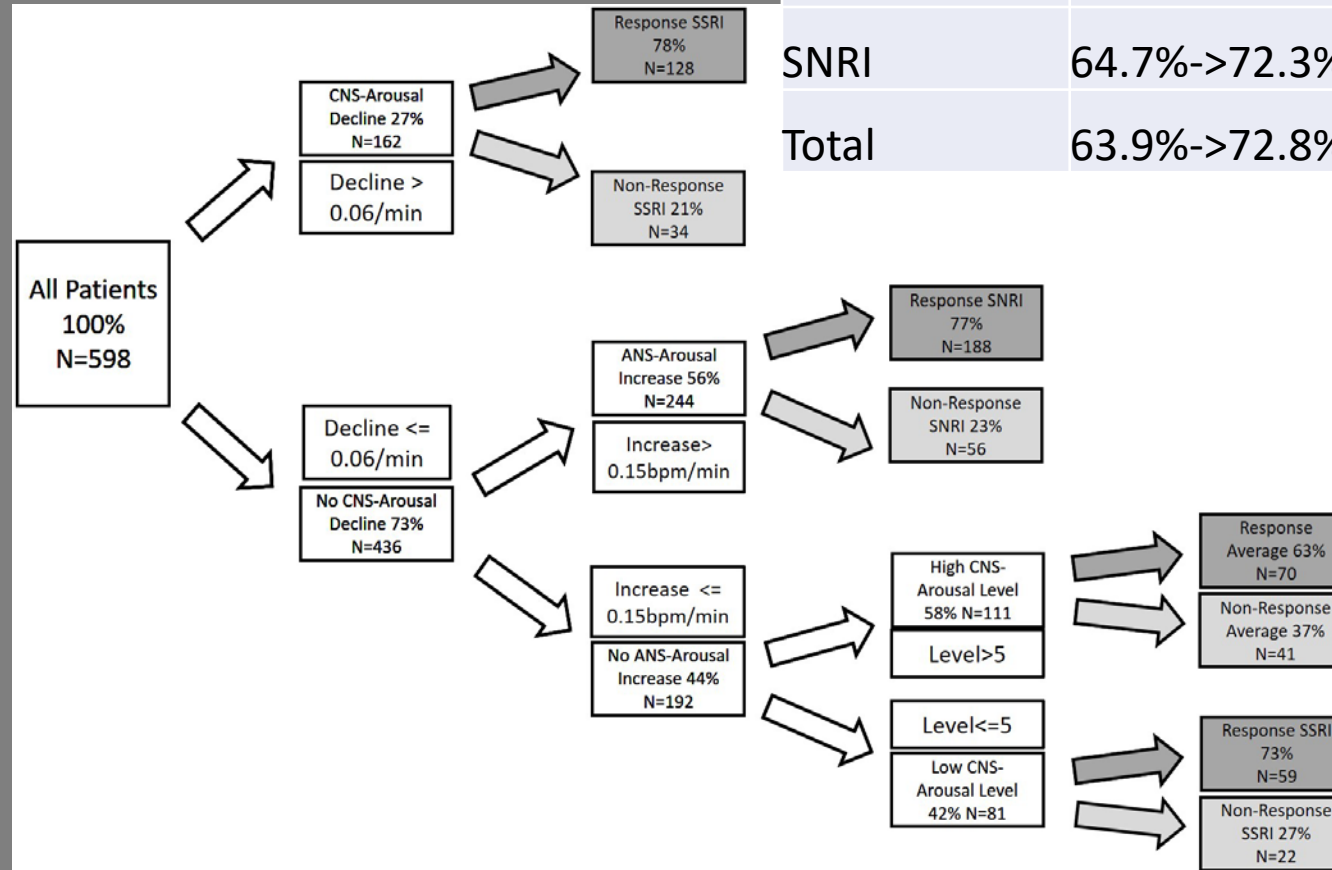 SNRI 64.7%->72.3%
Total 63.9%->72.8%
All Patients
100%
N=598
CNS-Arousal
Decline 27%
N=162
Decline >
0.06/min
Response SSRI
78%
N=128
Non-Response
SSRI 21%
N=34
Decline <=
0.06/min
No CNS-Arousal
Decline 73%
N=436
ANS-Arousal
Increase 56%
N=244
Increase>
0.15bpm/min
Response SNRI
77%
N=188
Non-Response
SNRI 23%
N=56
Increase <=
0.15bpm/min
No ANS-Arousal
Increase 44%
N=192
High CNS-
Arousal Level
58% N=111
Level>5
Response
Average 63%
N=70
Non-Response
Average 37%
N=41
Level<=5
Low CNS-
Arousal Level
42% N=81
Response SSRI
73%
N=59
Non-Response
SSRI 27%
N=22